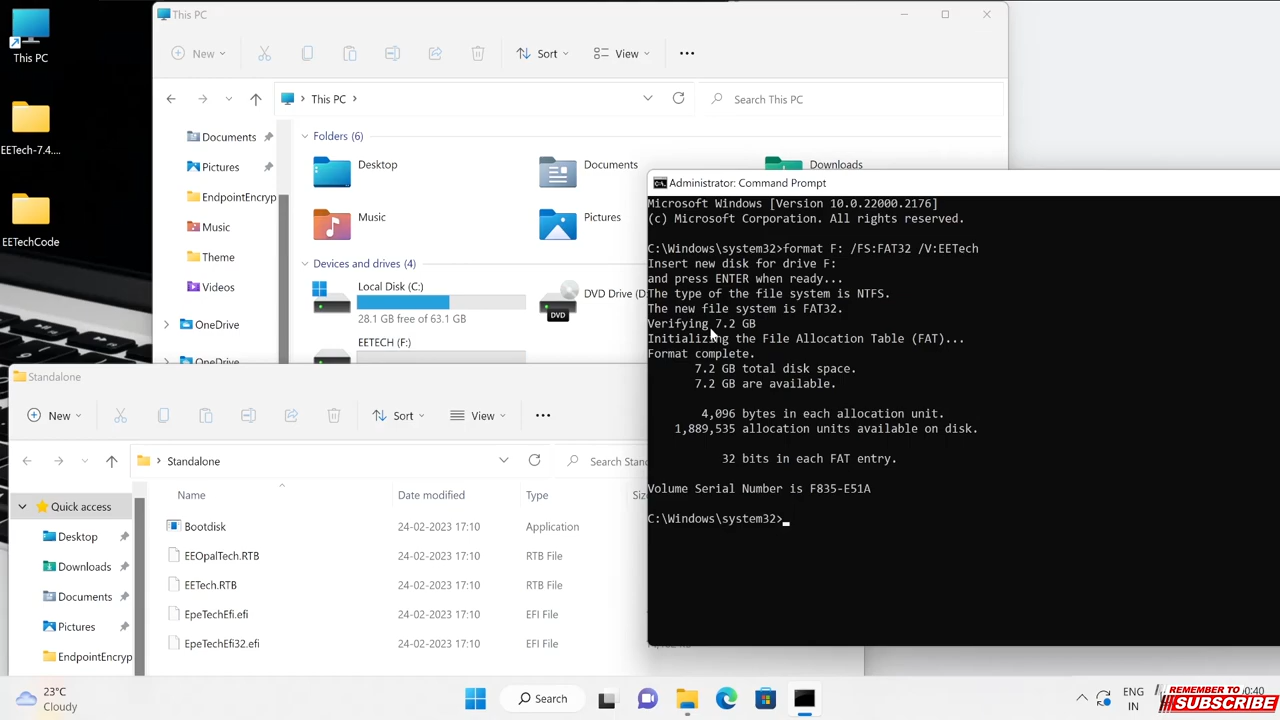 This PC
EETech-7.4....
EETechCode
This PC
New
Sort
View
This PC
Search This PC
Documents
Pictures
EndpointEncryp
Music
Theme
Videos
OneDrive
OneDrive
Folders (6)
Desktop
Documents
Downloads
Music
Pictures
Devices and drives (4)
Local Disk (C:)
28.1 GB free of 63.1 GB
DVD Drive (D:
DVD
EETECH (F:)
Administrator: Command Prompt
Microsoft Windows [Version 10.0.22000.2176]
(c) Microsoft Corporation. All rights reserved.
C:\Windows\system32>format F: /FS:FAT32 /V:EETech
Insert new disk for drive F:
and press ENTER when ready...
The type of the file system is NTFS.
The new file system is FAT32.
Verifying 7.2 GB
Initializing the File Allocation Table (FAT)...
Format complete.
7.2 GB total disk space.
7.2 GB are available.
4,096 bytes in each allocation unit.
1,889,535 allocation units available on disk.
32 bits in each FAT entry.
Volume Serial Number is F835-E51A
C:\Windows\system32>
Standalone
New
Sort
View
Standalone
Search Stan
Quick access
Desktop
Downloads
Documents
Pictures
EndpointEncryp
Name Date modified Type Siz
Bootdisk 24-02-2023 17:10 Application
EEOpalTech.RTB 24-02-2023 17:10 RTB File
EETech.RTB 24-02-2023 17:10 RTB File
EpeTechEfi.efi 24-02-2023 17:10 EFI File
EpeTechEfi32.efi 24-02-2023 17:10 EFI File
23°C
Cloudy
Search
ENG
IN
0:40
REMEMBER TO
SUBSCRIBE